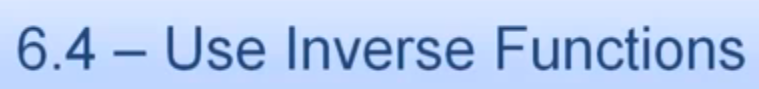 6.4 – Use Inverse Functions